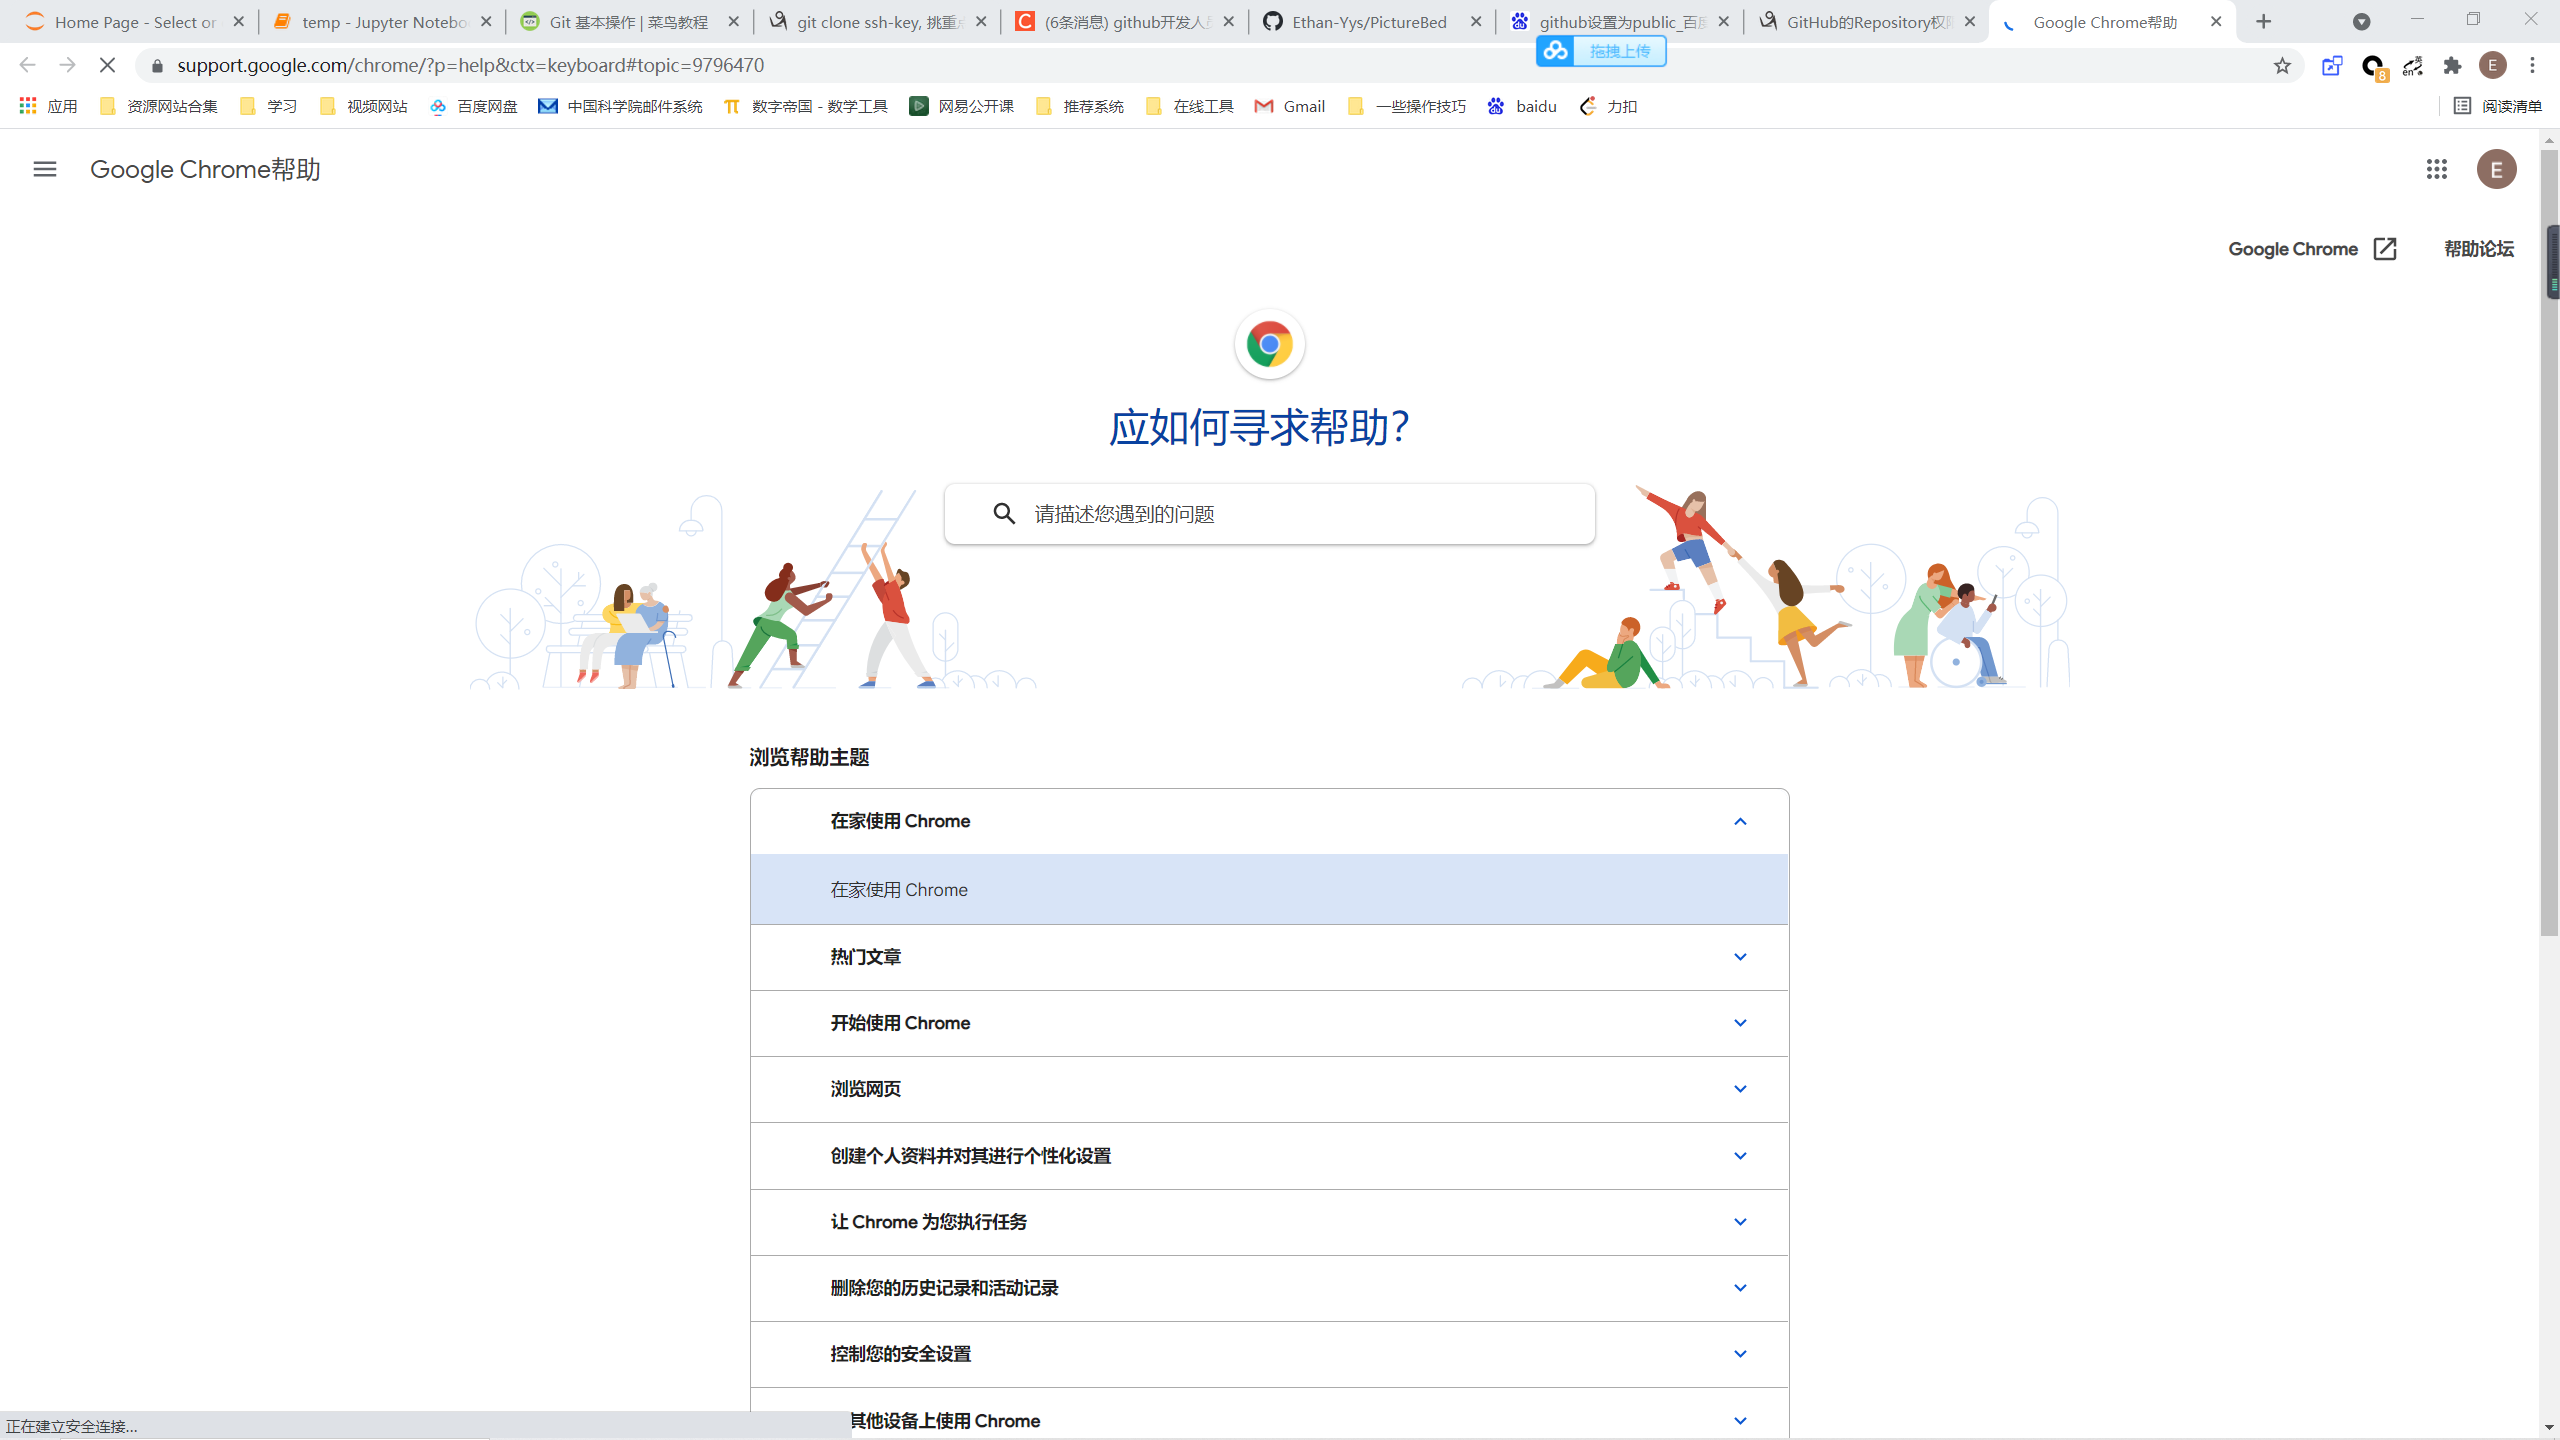 Home Page - Select or
temp - Jupyter Notebo
Git 基本操作 | 菜鸟教程
git clone ssh-key, 挑重
(6条消息) github开发人
Ethan-Yys/PictureBed
github设置为public_百度
GitHub的Repository权
Google Chrome帮助
拖拽上传
support.google.com/chrome/?p=help&ctx=keyboard#topic=9796470
8
英
en
E
应用
资源网站合集
学习
视频网站
百度网盘
中国科学院邮件系统
数字帝国 - 数学工具
网易公开课
推荐系统
在线工具
Gmail
一些操作技巧
baidu
力扣
阅读清单
Google Chrome帮助
E
Google Chrome
帮助论坛
应如何寻求帮助？
请描述您遇到的问题
浏览帮助主题
在家使用 Chrome
在家使用 Chrome
热门文章
开始使用 Chrome
浏览网页
创建个人资料并对其进行个性化设置
让 Chrome 为您执行任务
删除您的历史记录和活动记录
控制您的安全设置
其他设备上使用 Chrome
正在建立安全连接...